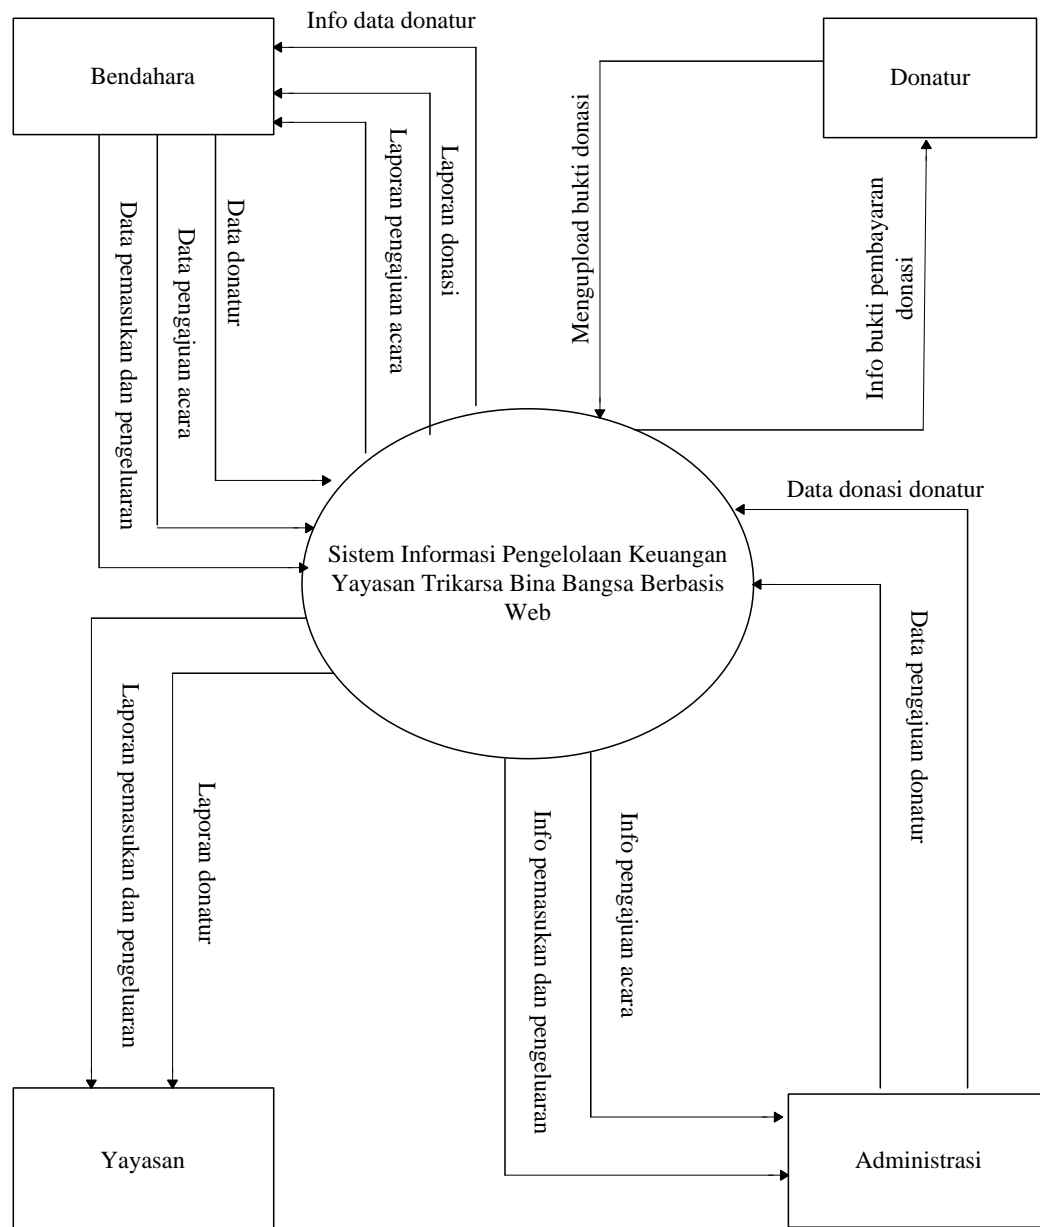 Info data donatur
Bendahara
Donatur
Data pemasukan dan pengeluaran
Data pengajuan acara
Data donatur
Laporan pengajuan acara
Laporan donasi
Mengupload bukti donasi
Info bukti pembayaran
donasi
Data donasi donatur
Sistem Informasi Pengelolaan Keuangan
Yayasan Trikarsa Bina Bangsa Berbasis
Web
Data pengajuan donatur
Laporan pemasukan dan pengeluaran
Laporan donatur
Info pemasukan dan pengeluaran
Info pengajuan acara
Yayasan
Administrasi